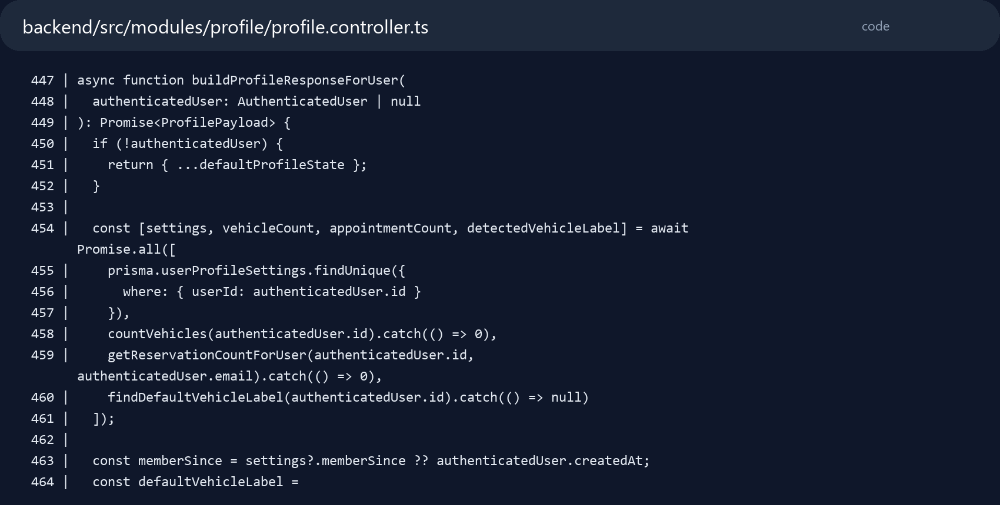 backend/src/modules/profile/profile.controller.ts
code
447 | async function buildProfileResponseForUser(
448 |   authenticatedUser: AuthenticatedUser | null
449 | ): Promise<ProfilePayload> {
450 |   if (!authenticatedUser) {
451 |     return { ...defaultProfileState };
452 |   }
453 |
454 |   const [settings, vehicleCount, appointmentCount, detectedVehicleLabel] = await
      Promise.all([
455 |     prisma.userProfileSettings.findUnique({
456 |       where: { userId: authenticatedUser.id }
457 |     }),
458 |     countVehicles(authenticatedUser.id).catch(() => 0),
459 |     getReservationCountForUser(authenticatedUser.id,
      authenticatedUser.email).catch(() => 0),
460 |     findDefaultVehicleLabel(authenticatedUser.id).catch(() => null)
461 |   ]);
462 |
463 |   const memberSince = settings?.memberSince ?? authenticatedUser.createdAt;
464 |   const defaultVehicleLabel =